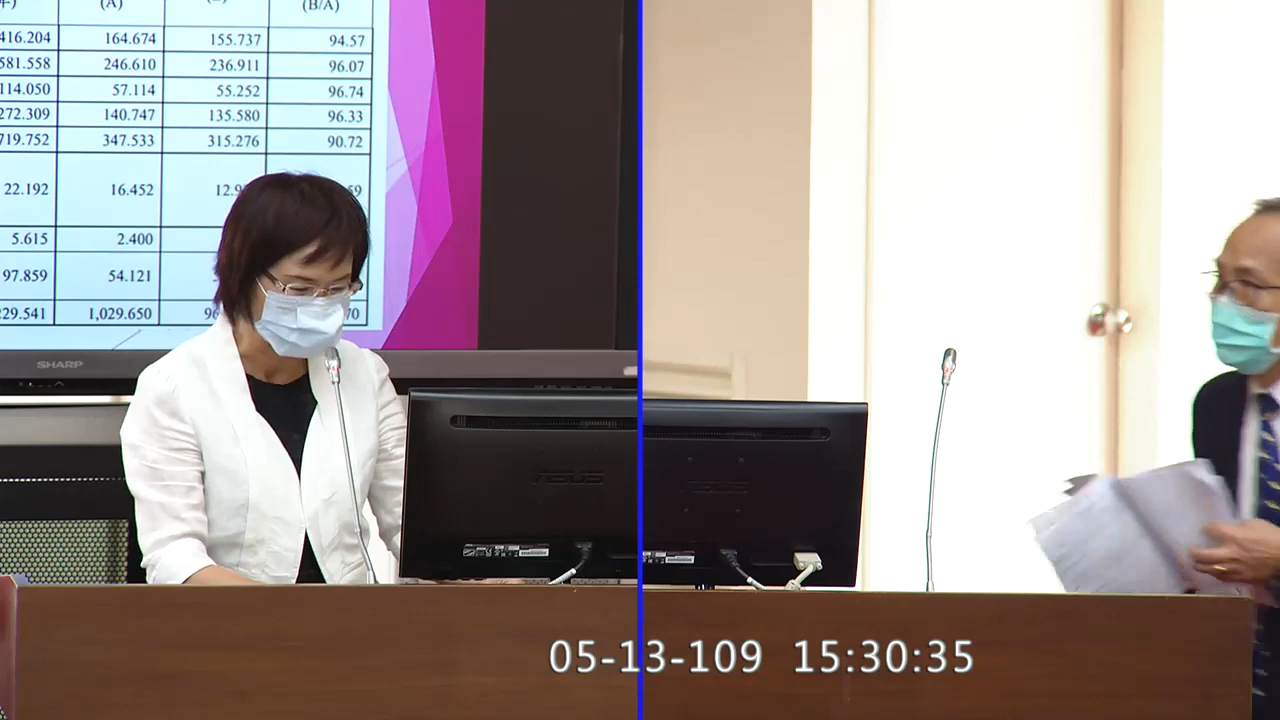 (A) (B/A)
416.204 164.674 155.737 94.57
581.558 246.610 236.911 96.07
114.050 57.114 55.252 96.74
272.309 140.747 135.580 96.33
719.752 347.533 315.276 90.72
22.192 16.452
5.615 2.400
97.859 54.121
229.541 1,029.650
SHARP
ASUS
05-13-109 15:30:35